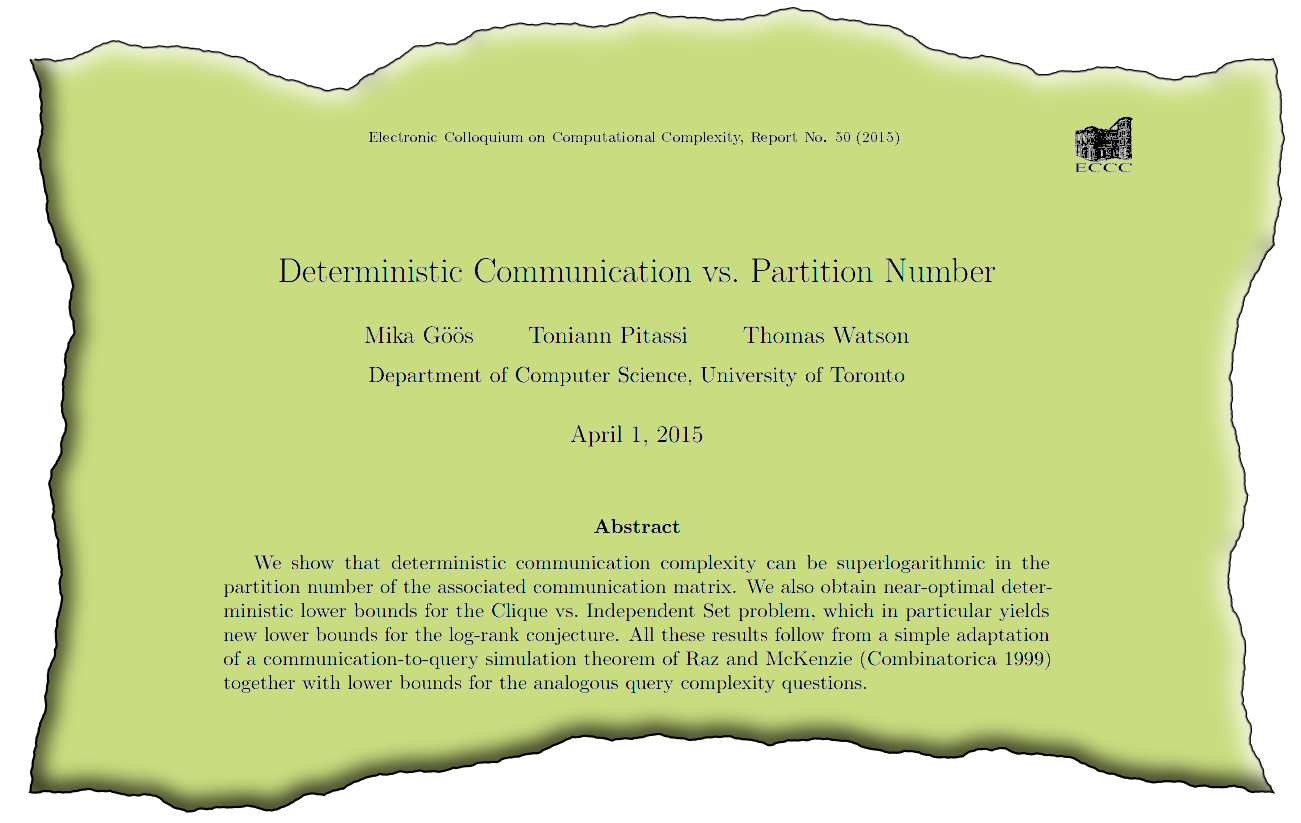 Electronic Colloquium on Computational Complexity, Report No. 50 (2015)
ECCC
Deterministic Communication vs. Partition Number
Mika Göös Toniann Pitassi Thomas Watson
Department of Computer Science, University of Toronto
April 1, 2015
Abstract
We show that deterministic communication complexity can be superlogarithmic in the
partition number of the associated communication matrix. We also obtain near-optimal deter-
ministic lower bounds for the Clique vs. Independent Set problem, which in particular yields
new lower bounds for the log-rank conjecture. All these results follow from a simple adaptation
of a communication-to-query simulation theorem of Raz and McKenzie (Combinatorica 1999)
together with lower bounds for the analogous query complexity questions.